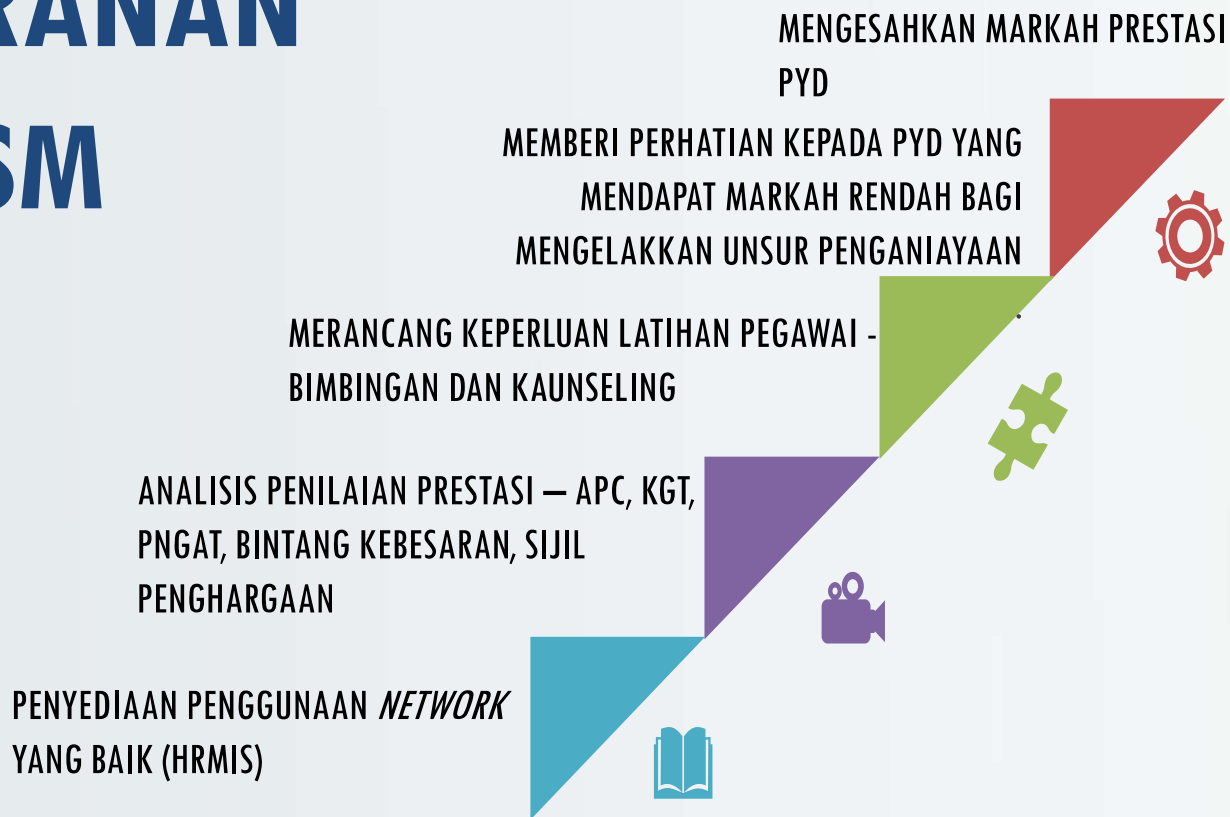 RANAN
SM
MENGESAHKAN MARKAH PRESTASI
PYD
MEMBERI PERHATIAN KEPADA PYD YANG
MENDAPAT MARKAH RENDAH BAGI
MENGELAKKAN UNSUR PENGANIAYAAN
.
MERANCANG KEPERLUAN LATIHAN PEGAWAI -
BIMBINGAN DAN KAUNSELING
ANALISIS PENILAIAN PRESTASI – APC, KGT,
PNGAT, BINTANG KEBESARAN, SIJIL
PENGHARGAAN
PENYEDIAAN PENGGUNAAN NETWORK
YANG BAIK (HRMIS)